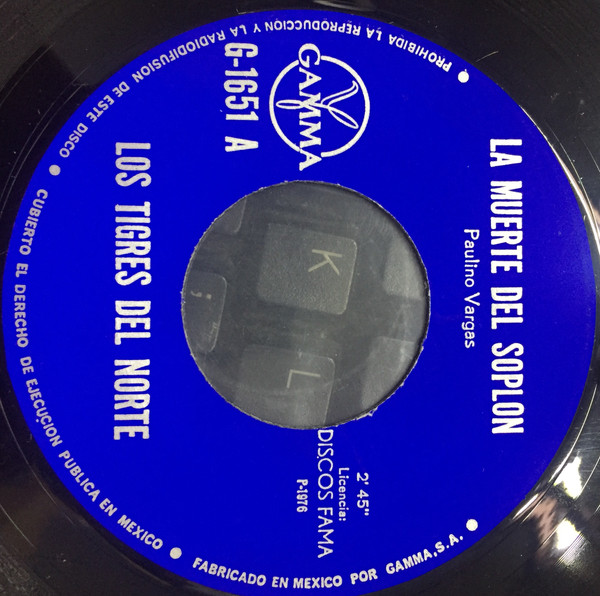 GAMMA
G-1651 A
LA MUERTE DEL SOPLON
Paulino Vargas
2' 45"
Licencia:
DISCOS FAMA
P-1976
LOS TIGRES DEL NORTE
PROHIBIDA LA REPRODUCCION Y LA RADIODIFUSION DE ESTE DISCO • CUBIERTO EL DERECHO DE EJECUCION PUBLICA EN MEXICO • FABRICADO EN MEXICO POR GAMMA, S.A. •
K
;
L